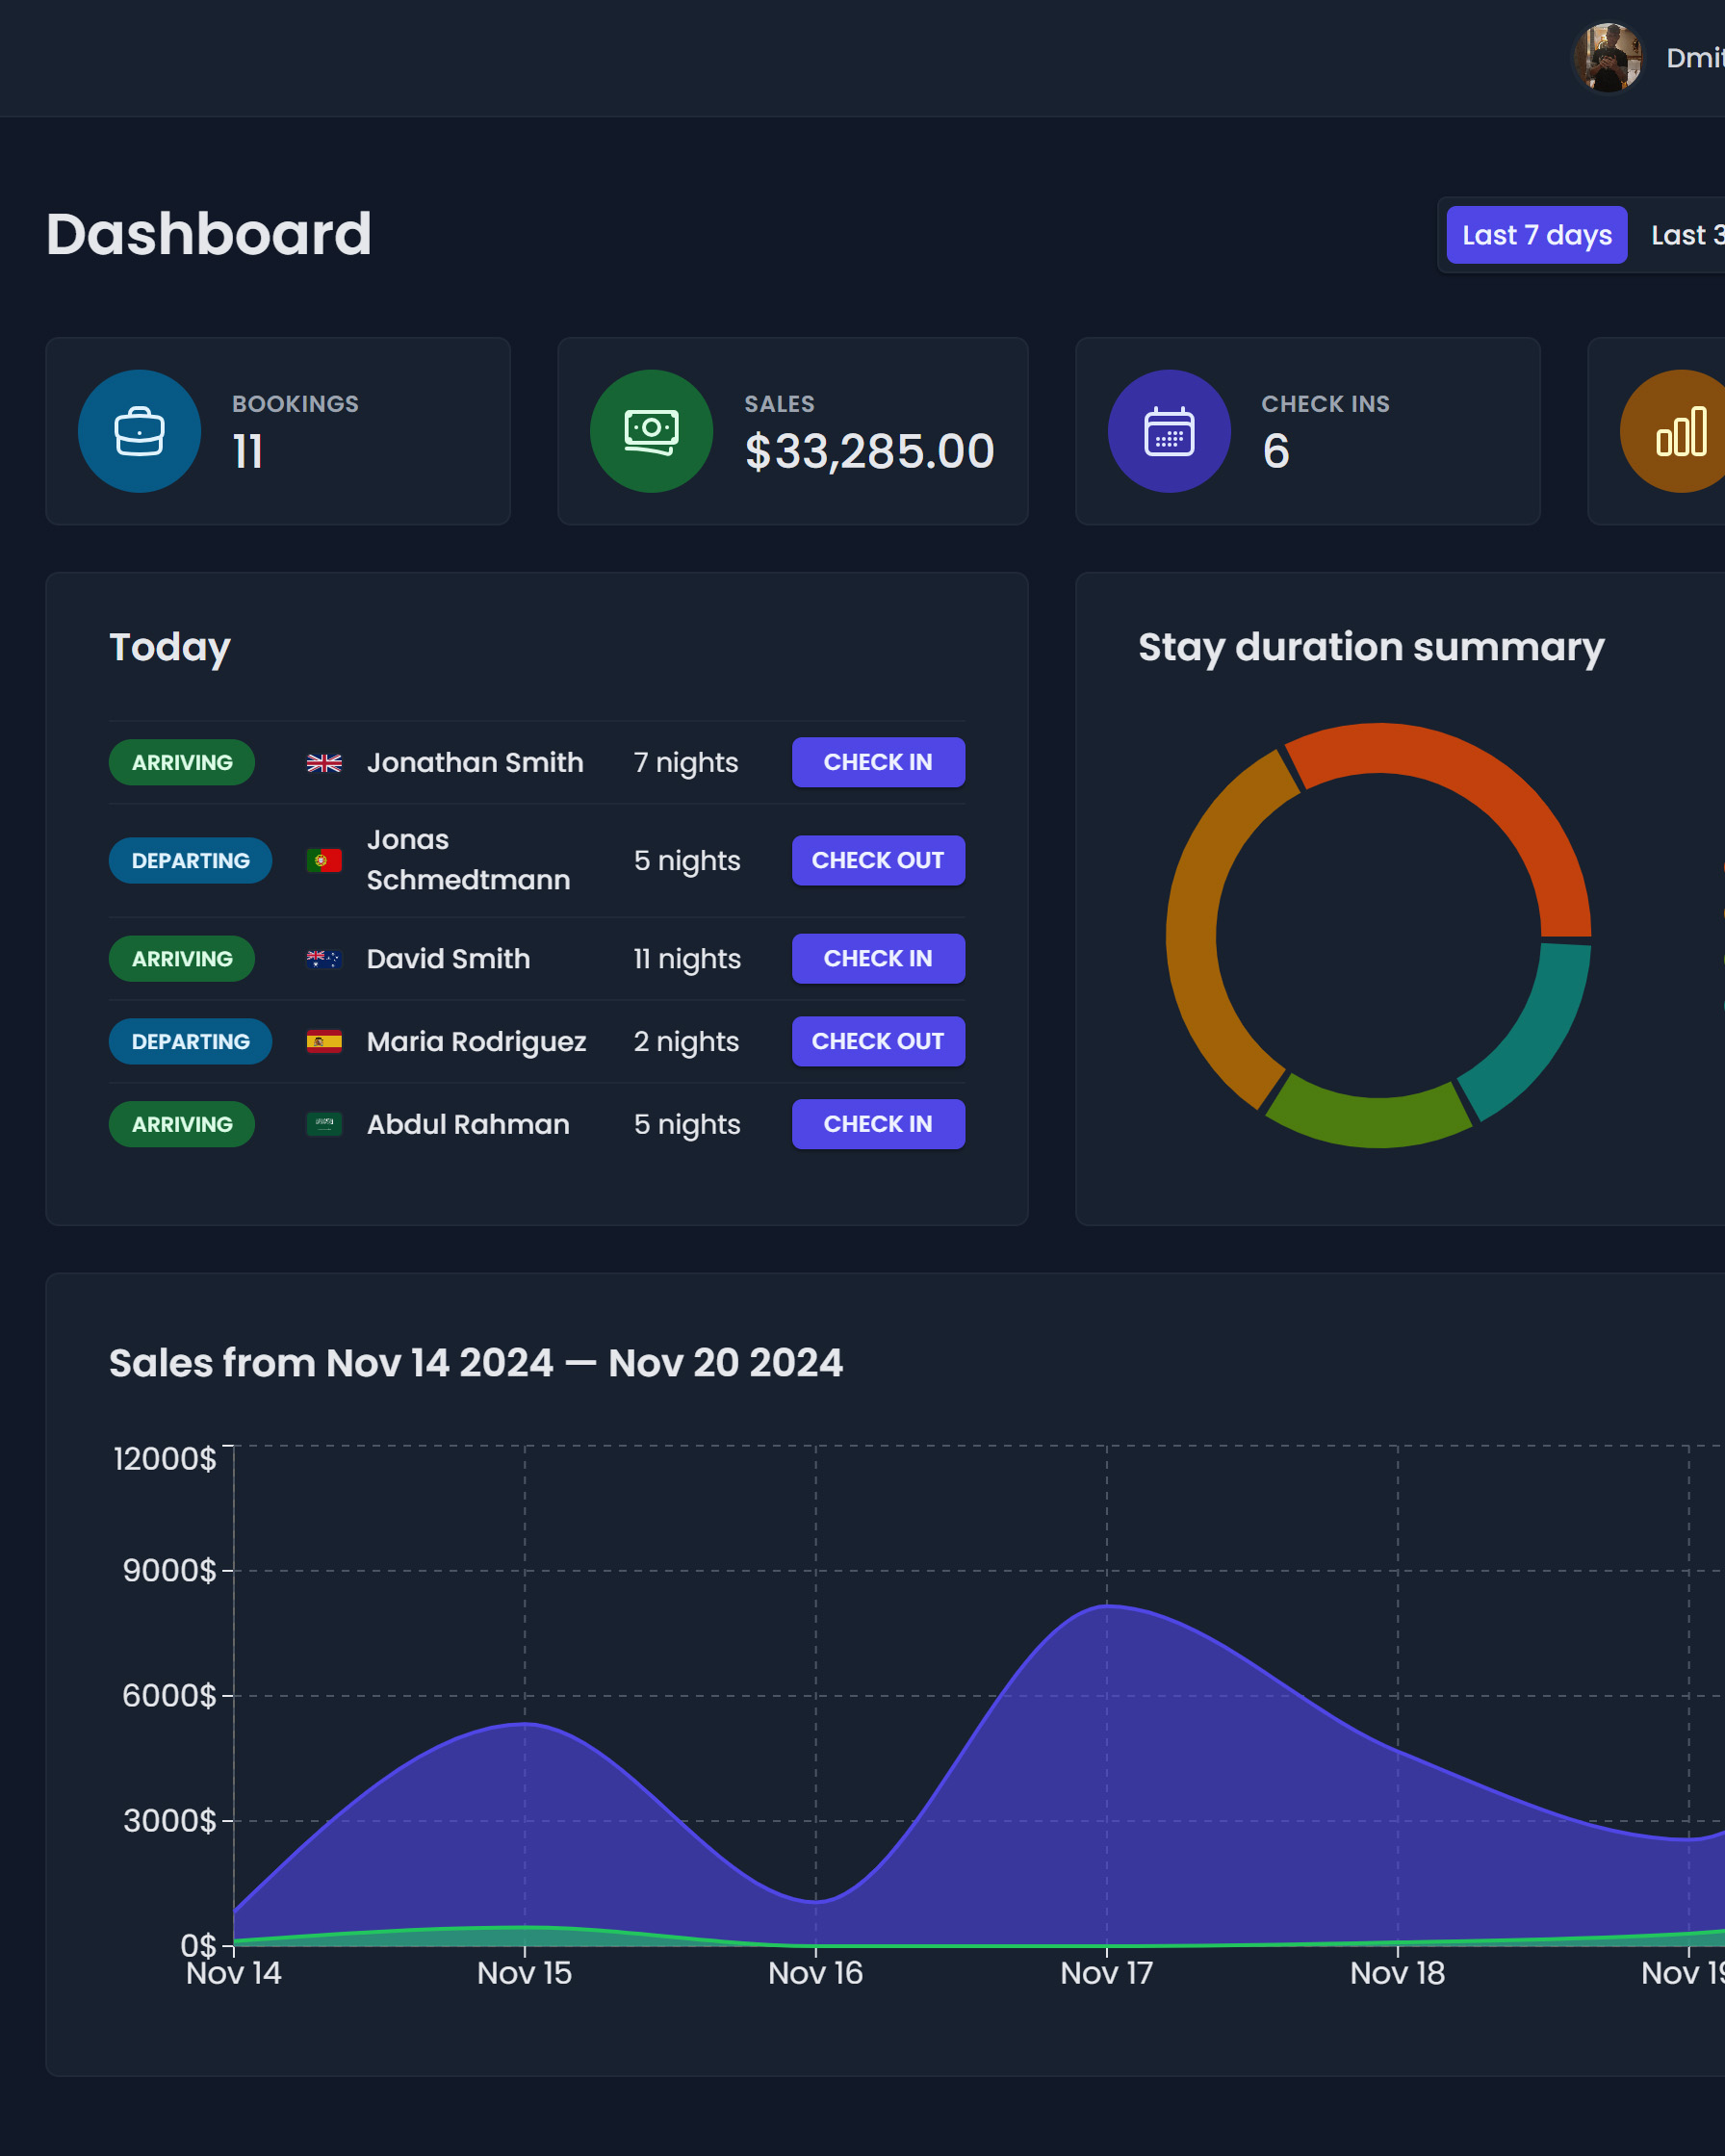 Dashboard
Last 7 days
Last
BOOKINGS
11
SALES
$33,285.00
CHECK INS
6
Today
ARRIVING Jonathan Smith 7 nights CHECK IN
DEPARTING Jonas Schmedtmann 5 nights CHECK OUT
ARRIVING David Smith 11 nights CHECK IN
DEPARTING Maria Rodriguez 2 nights CHECK OUT
ARRIVING Abdul Rahman 5 nights CHECK IN
Stay duration summary
Sales from Nov 14 2024 — Nov 20 2024
12000$
9000$
6000$
3000$
0$
Nov 14 Nov 15 Nov 16 Nov 17 Nov 18 Nov